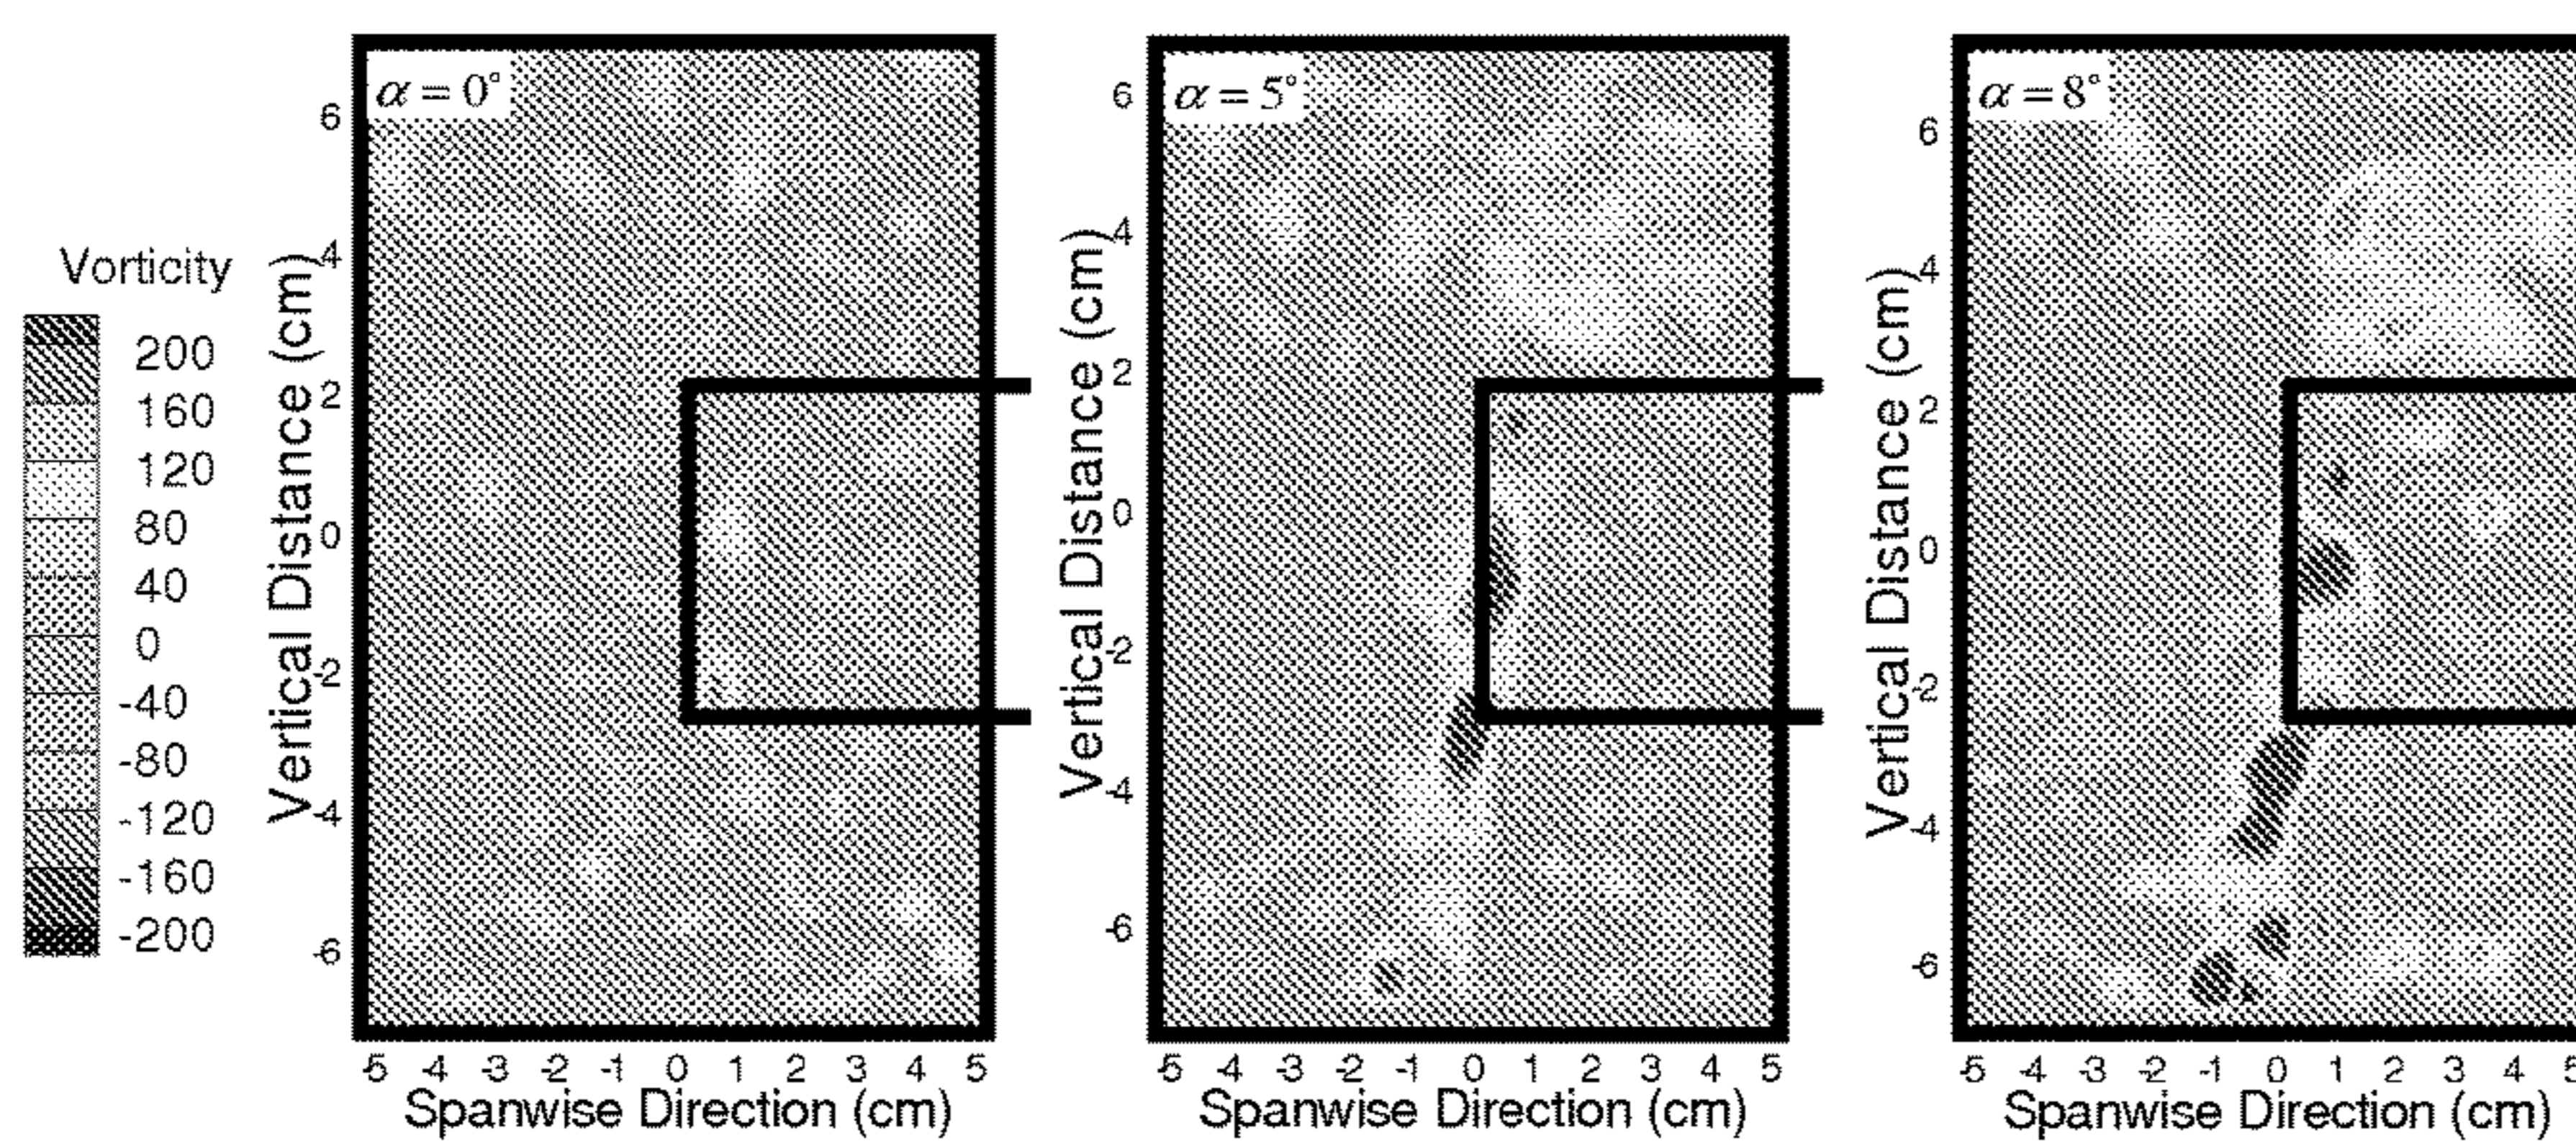 Vorticity
200
160
120
80
40
0
-40
-80
-120
-160
-200
α = 0°
Vertical Distance (cm)
6
4
2
0
-2
-4
-6
-5 -4 -3 -2 -1 0 1 2 3 4 5
Spanwise Direction (cm)
α = 5°
Vertical Distance (cm)
6
4
2
0
-2
-4
-6
-5 -4 -3 -2 -1 0 1 2 3 4 5
Spanwise Direction (cm)
α = 8°
Vertical Distance (cm)
6
4
2
0
-2
-4
-6
-5 -4 -3 -2 -1 0 1 2 3 4 5
Spanwise Direction (cm)